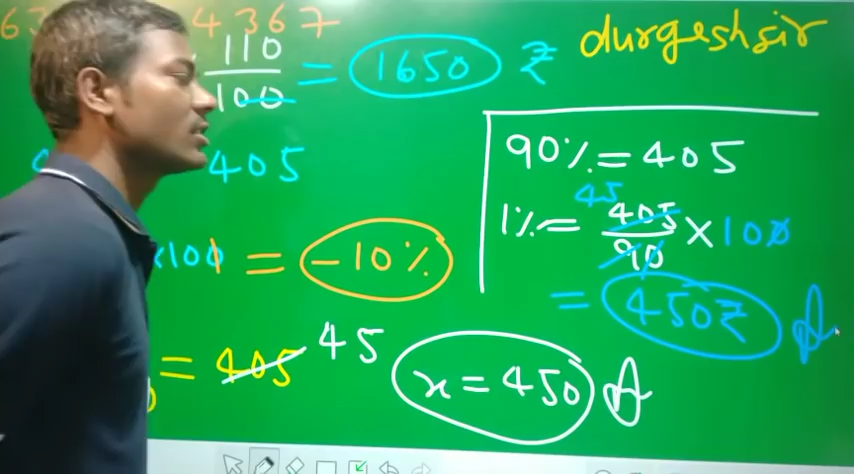 4367
durgeshsir
110
100
= 1650 ₹
405
90% = 405
45
1% = 405/90 × 100
= 450₹ A
×100 = -10%
= 405 45
x = 450 A